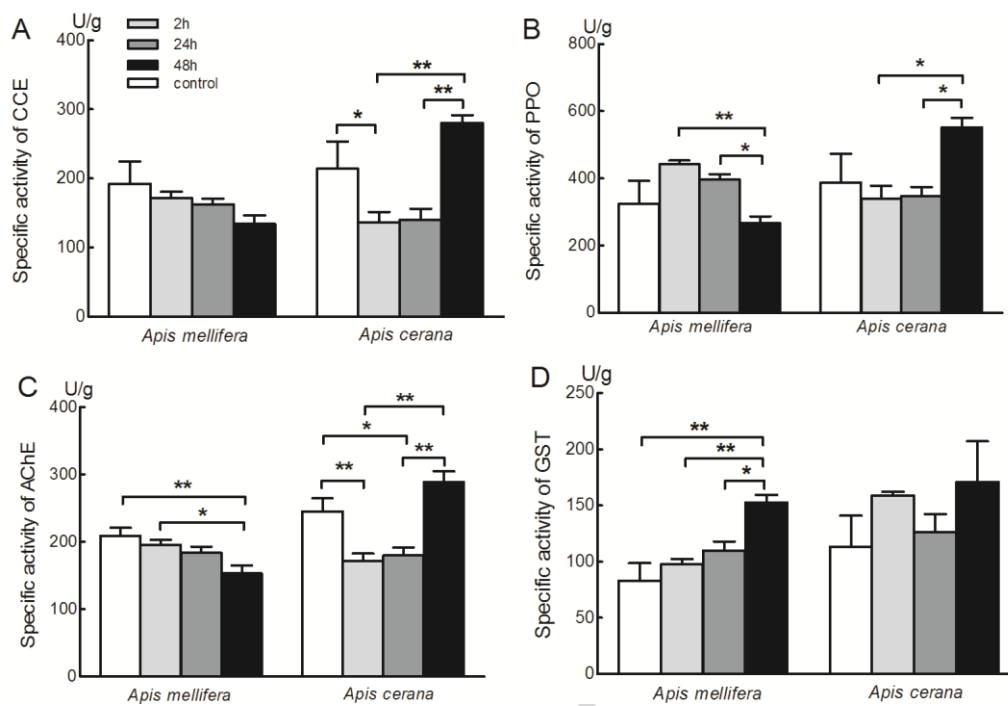 A
U/g
400
300
200
100
0
Specific activity of CCE
2h
24h
48h
control
*
**
**
Apis mellifera
Apis cerana
B
U/g
800
600
400
200
0
Specific activity of PPO
**
*
*
*
Apis mellifera
Apis cerana
C
U/g
400
300
200
100
0
Specific activity of AChE
**
*
**
*
**
**
Apis mellifera
Apis cerana
D
U/g
250
200
150
100
50
0
Specific activity of GST
**
**
*
Apis mellifera
Apis cerana